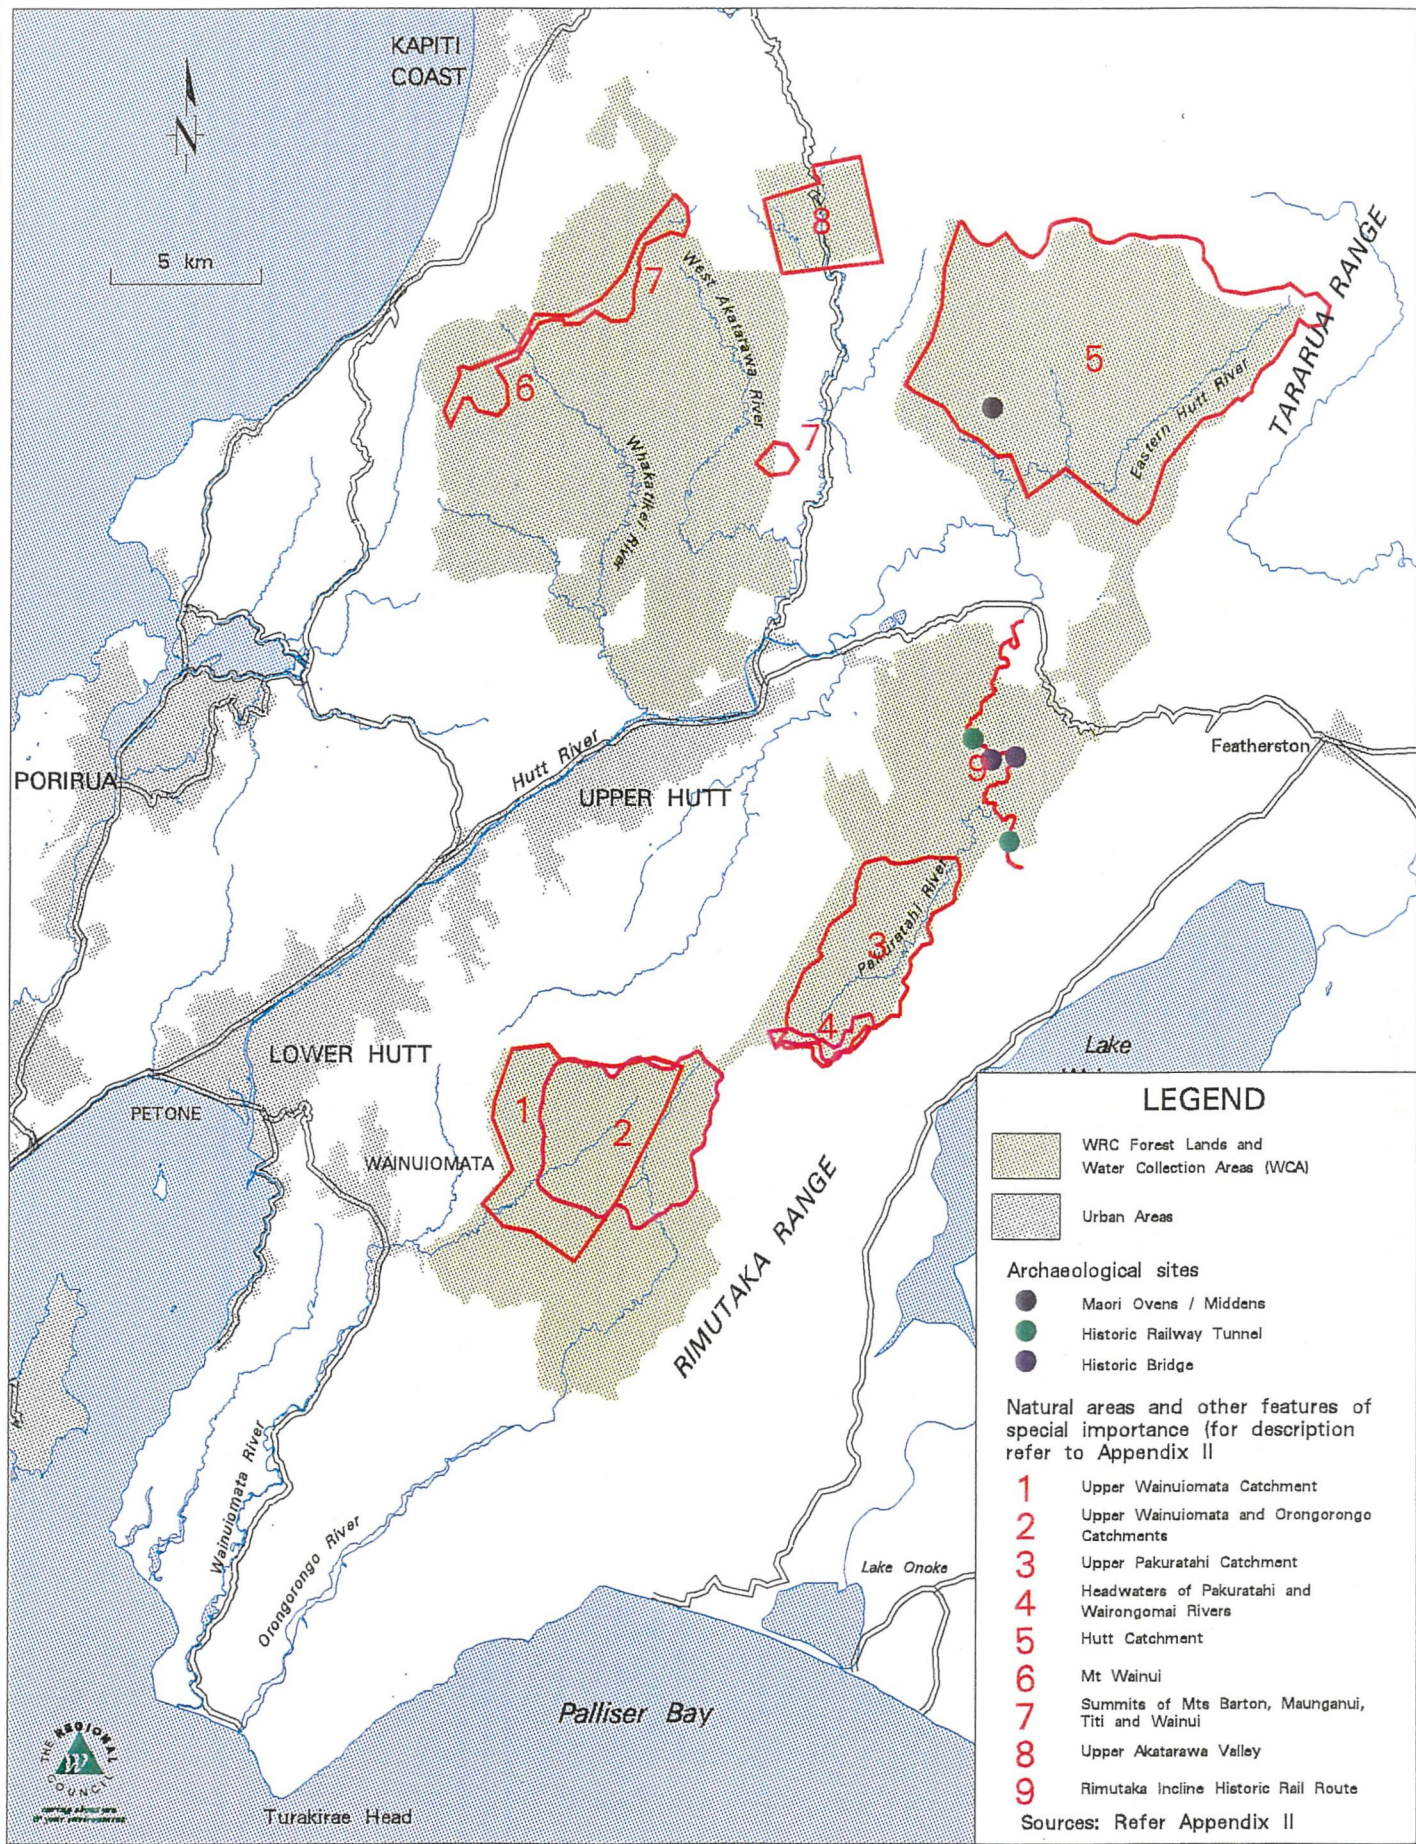 KAPITI
COAST
N
5 km
8
7
West Akatarawa River
TARARUA RANGE
5
6
7
Eastern Hutt River
Whakatikei River
Featherston
Hutt River
9
PORIRUA
UPPER HUTT
Pakuratahi River
3
4
LOWER HUTT
Lake
PETONE
1
2
WAINUIOMATA
RIMUTAKA RANGE
Wainuiomata River
Orongorongo River
Lake Onoke
Palliser Bay
Turakirae Head
THE REGIONAL COUNCIL
W
caring about you
& your environment
LEGEND
WRC Forest Lands and
Water Collection Areas (WCA)
Urban Areas
Archaeological sites
Maori Ovens / Middens
Historic Railway Tunnel
Historic Bridge
Natural areas and other features of
special importance (for description
refer to Appendix II
1 Upper Wainuiomata Catchment
2 Upper Wainuiomata and Orongorongo
Catchments
3 Upper Pakuratahi Catchment
4 Headwaters of Pakuratahi and
Wairongomai Rivers
5 Hutt Catchment
6 Mt Wainui
7 Summits of Mts Barton, Maunganui,
Titi and Wainui
8 Upper Akatarawa Valley
9 Rimutaka Incline Historic Rail Route
Sources: Refer Appendix II